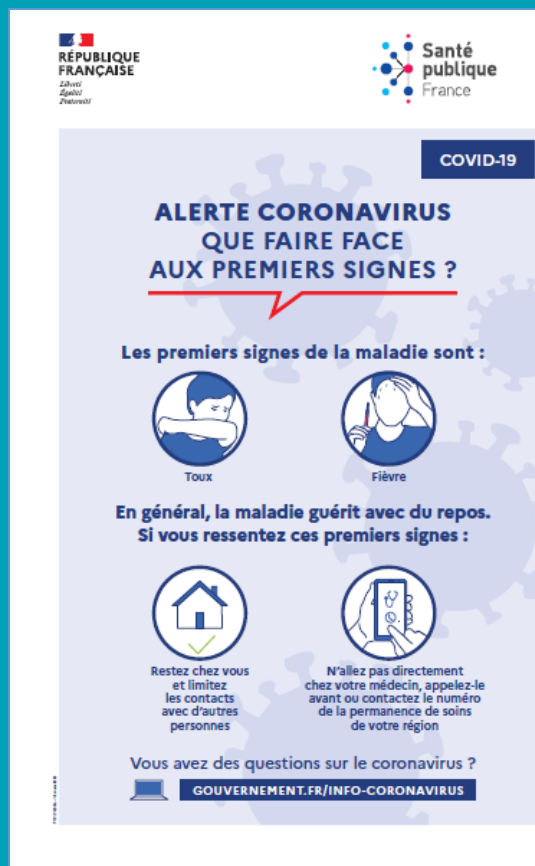 RÉPUBLIQUE
FRANÇAISE
Liberté
Égalité
Fraternité
Santé
publique
France
COVID-19
ALERTE CORONAVIRUS
QUE FAIRE FACE
AUX PREMIERS SIGNES ?
Les premiers signes de la maladie sont :
Toux
Fièvre
En général, la maladie guérit avec du repos.
Si vous ressentez ces premiers signes :
Restez chez vous
et limitez
les contacts
avec d'autres
personnes
N'allez pas directement
chez votre médecin, appelez-le
avant ou contactez le numéro
de la permanence de soins
de votre région
Vous avez des questions sur le coronavirus ?
GOUVERNEMENT.FR/INFO-CORONAVIRUS